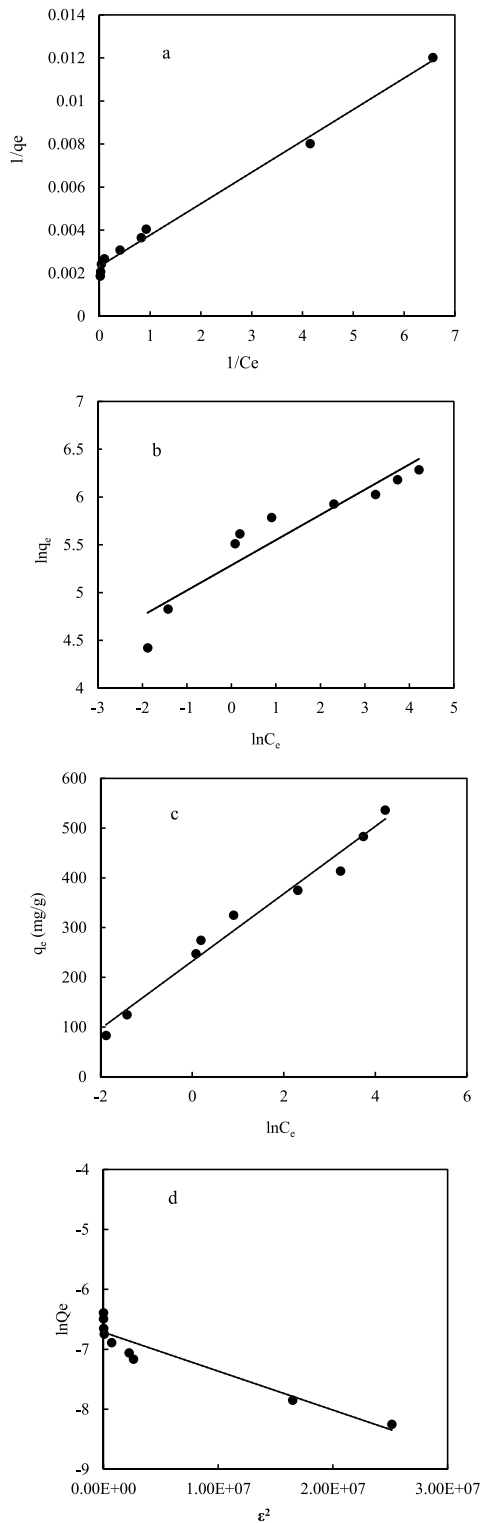 0.014
0.012
0.01
0.008
0.006
0.004
0.002
0
a
1/qe
0 1 2 3 4 5 6 7
1/Ce
7
6.5
6
5.5
5
4.5
4
b
lnqₑ
-3 -2 -1 0 1 2 3 4 5
lnCₑ
600
500
400
300
200
100
0
c
qₑ (mg/g)
-2 0 2 4 6
lnCₑ
-4
-5
-6
-7
-8
-9
d
lnQe
0.00E+00 1.00E+07 2.00E+07 3.00E+07
ε²